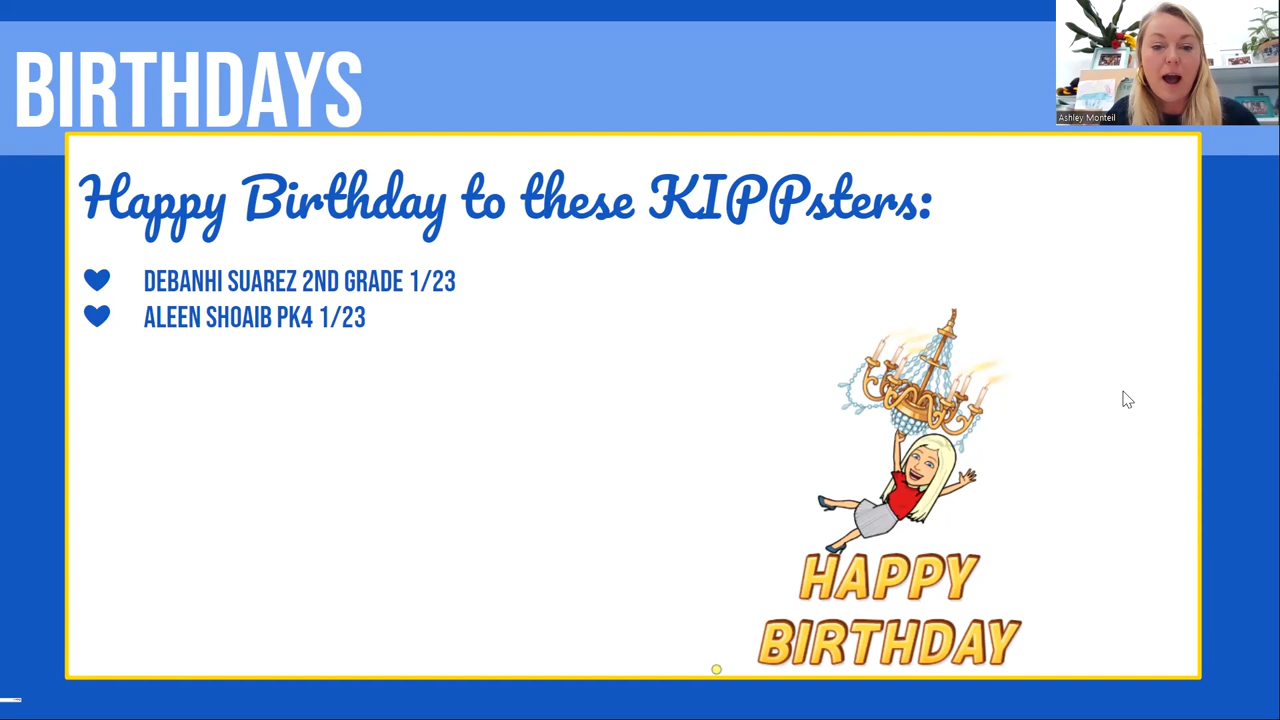 BIRTHDAYS
Ashley Monteil
Happy Birthday to these KIPPsters:
DEBANHI SUAREZ 2ND GRADE 1/23
ALEEN SHOAIB PK4 1/23
HAPPY
BIRTHDAY